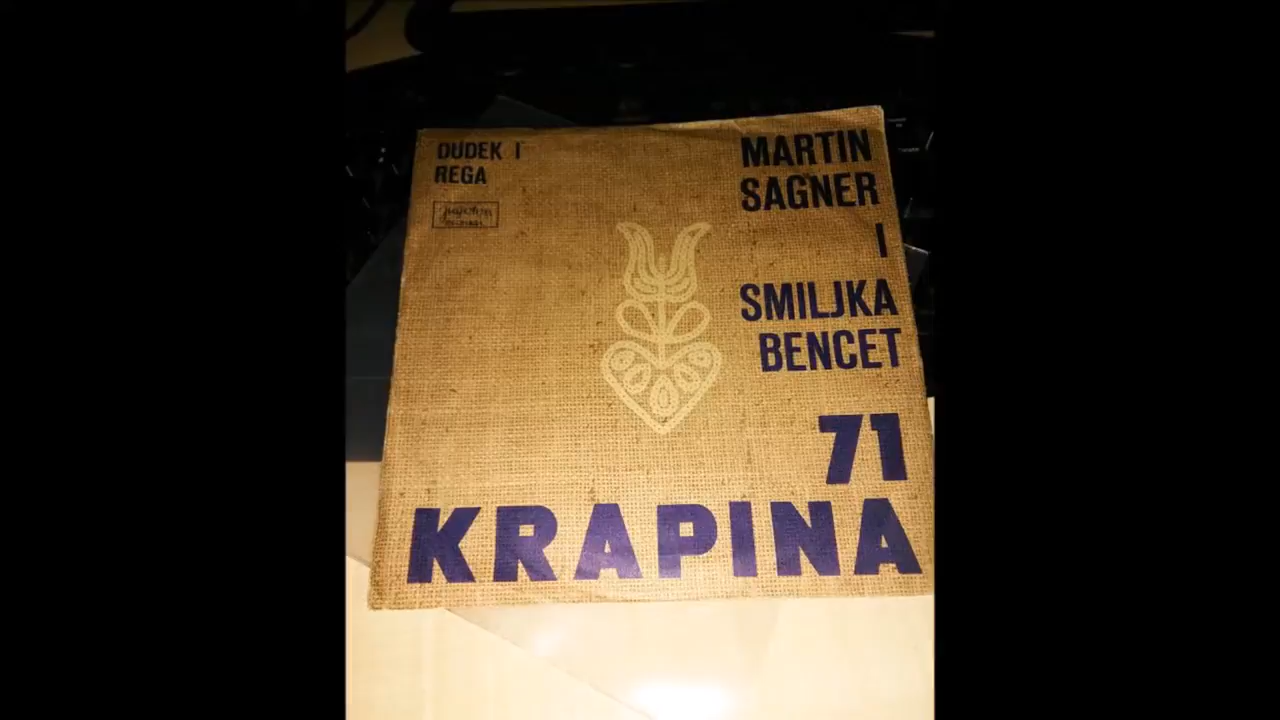 DUDEK I
REGA
MARTIN
SAGNER
I
SMILJKA
BENCET
71
KRAPINA